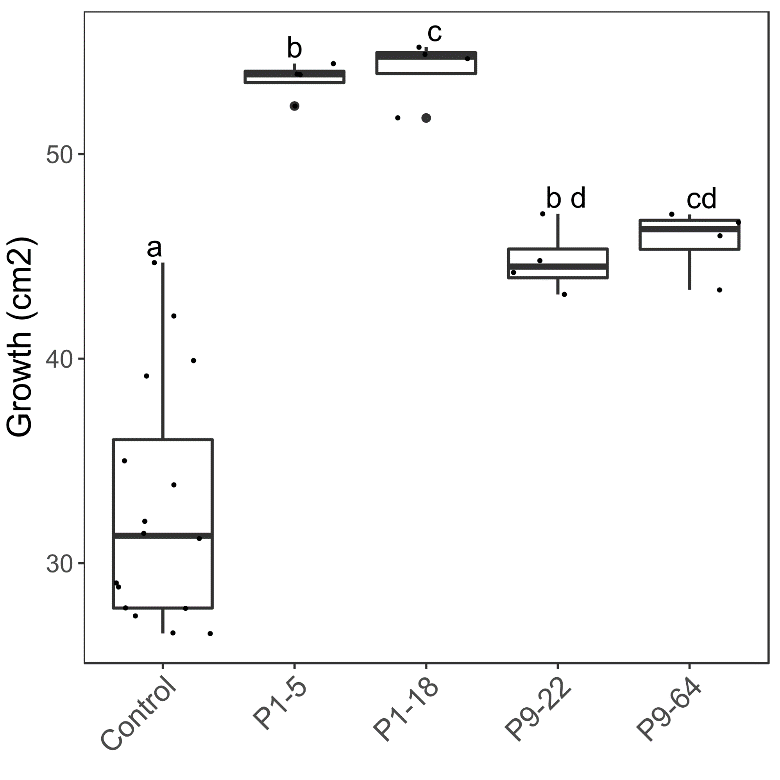 c
b
50
b d
cd
a
40
Growth (cm2)
30
Control
P1-5
P1-18
P9-22
P9-64